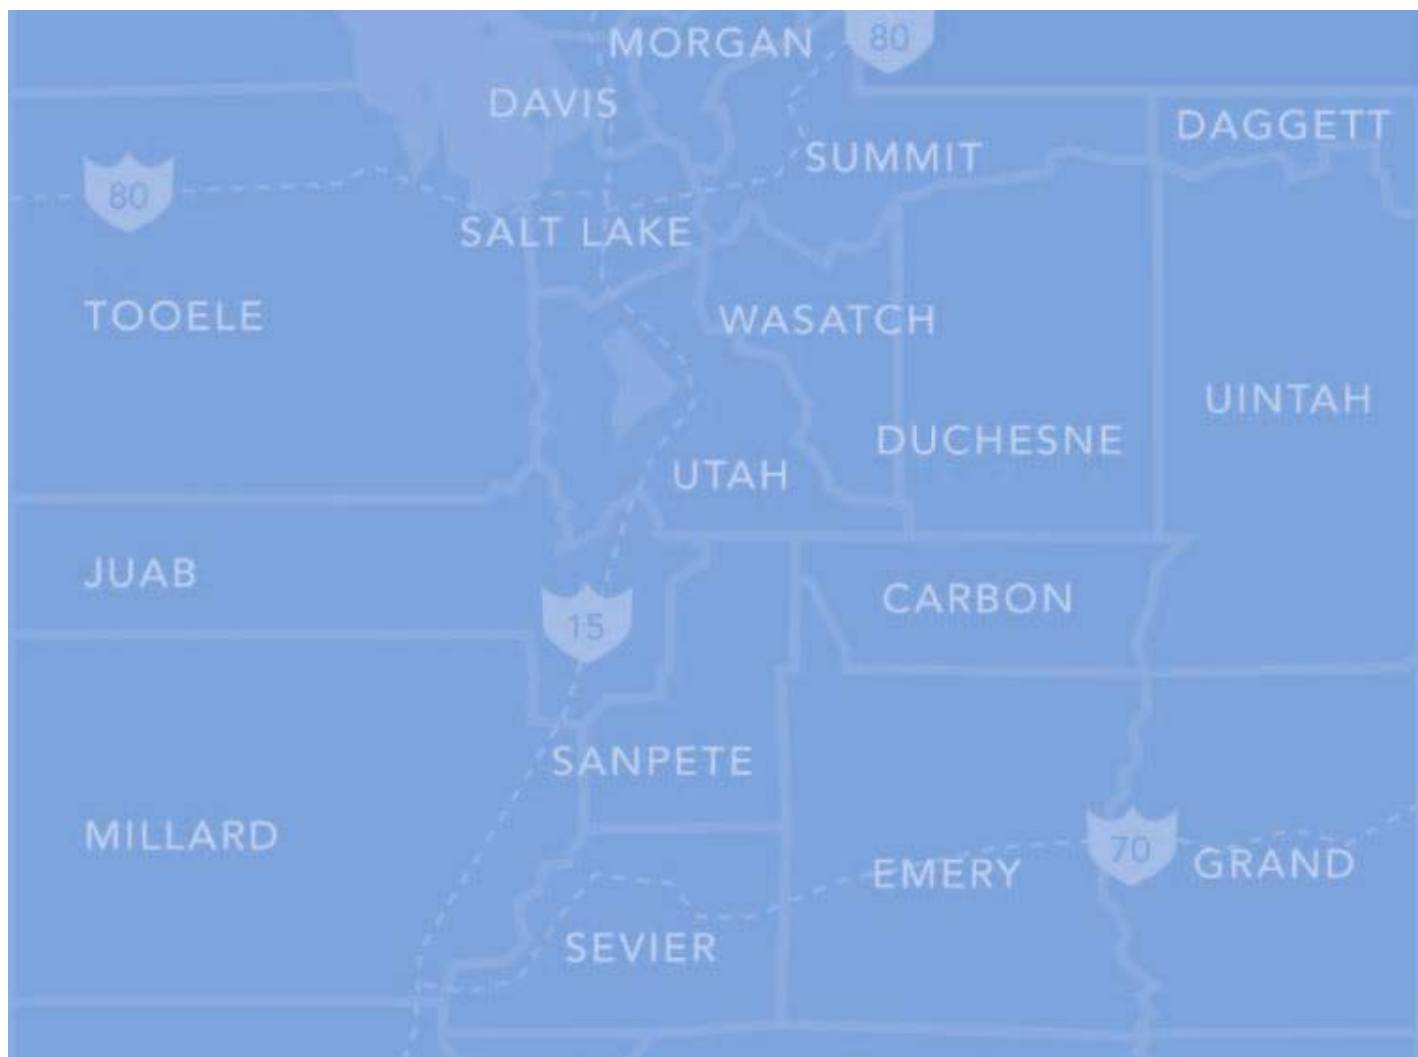 MORGAN
80
DAVIS
DAGGETT
SUMMIT
80
SALT LAKE
TOOELE
WASATCH
UINTAH
DUCHESNE
UTAH
JUAB
CARBON
15
SANPETE
MILLARD
70
GRAND
EMERY
SEVIER